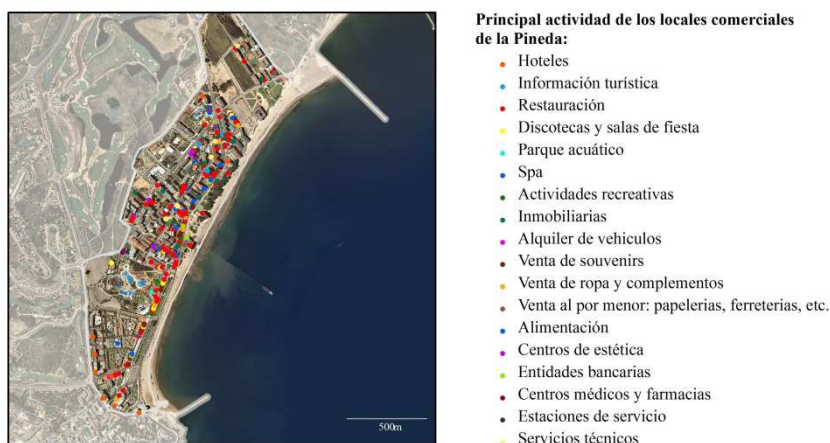 Principal actividad de los locales comerciales
de la Pineda:
Hoteles
Información turística
Restauración
Discotecas y salas de fiesta
Parque acuático
Spa
Actividades recreativas
Inmobiliarias
Alquiler de vehiculos
Venta de souvenirs
Venta de ropa y complementos
Venta al por menor: papelerias, ferreterias, etc.
Alimentación
Centros de estética
Entidades bancarias
Centros médicos y farmacias
Estaciones de servicio
Servicios técnicos
500m